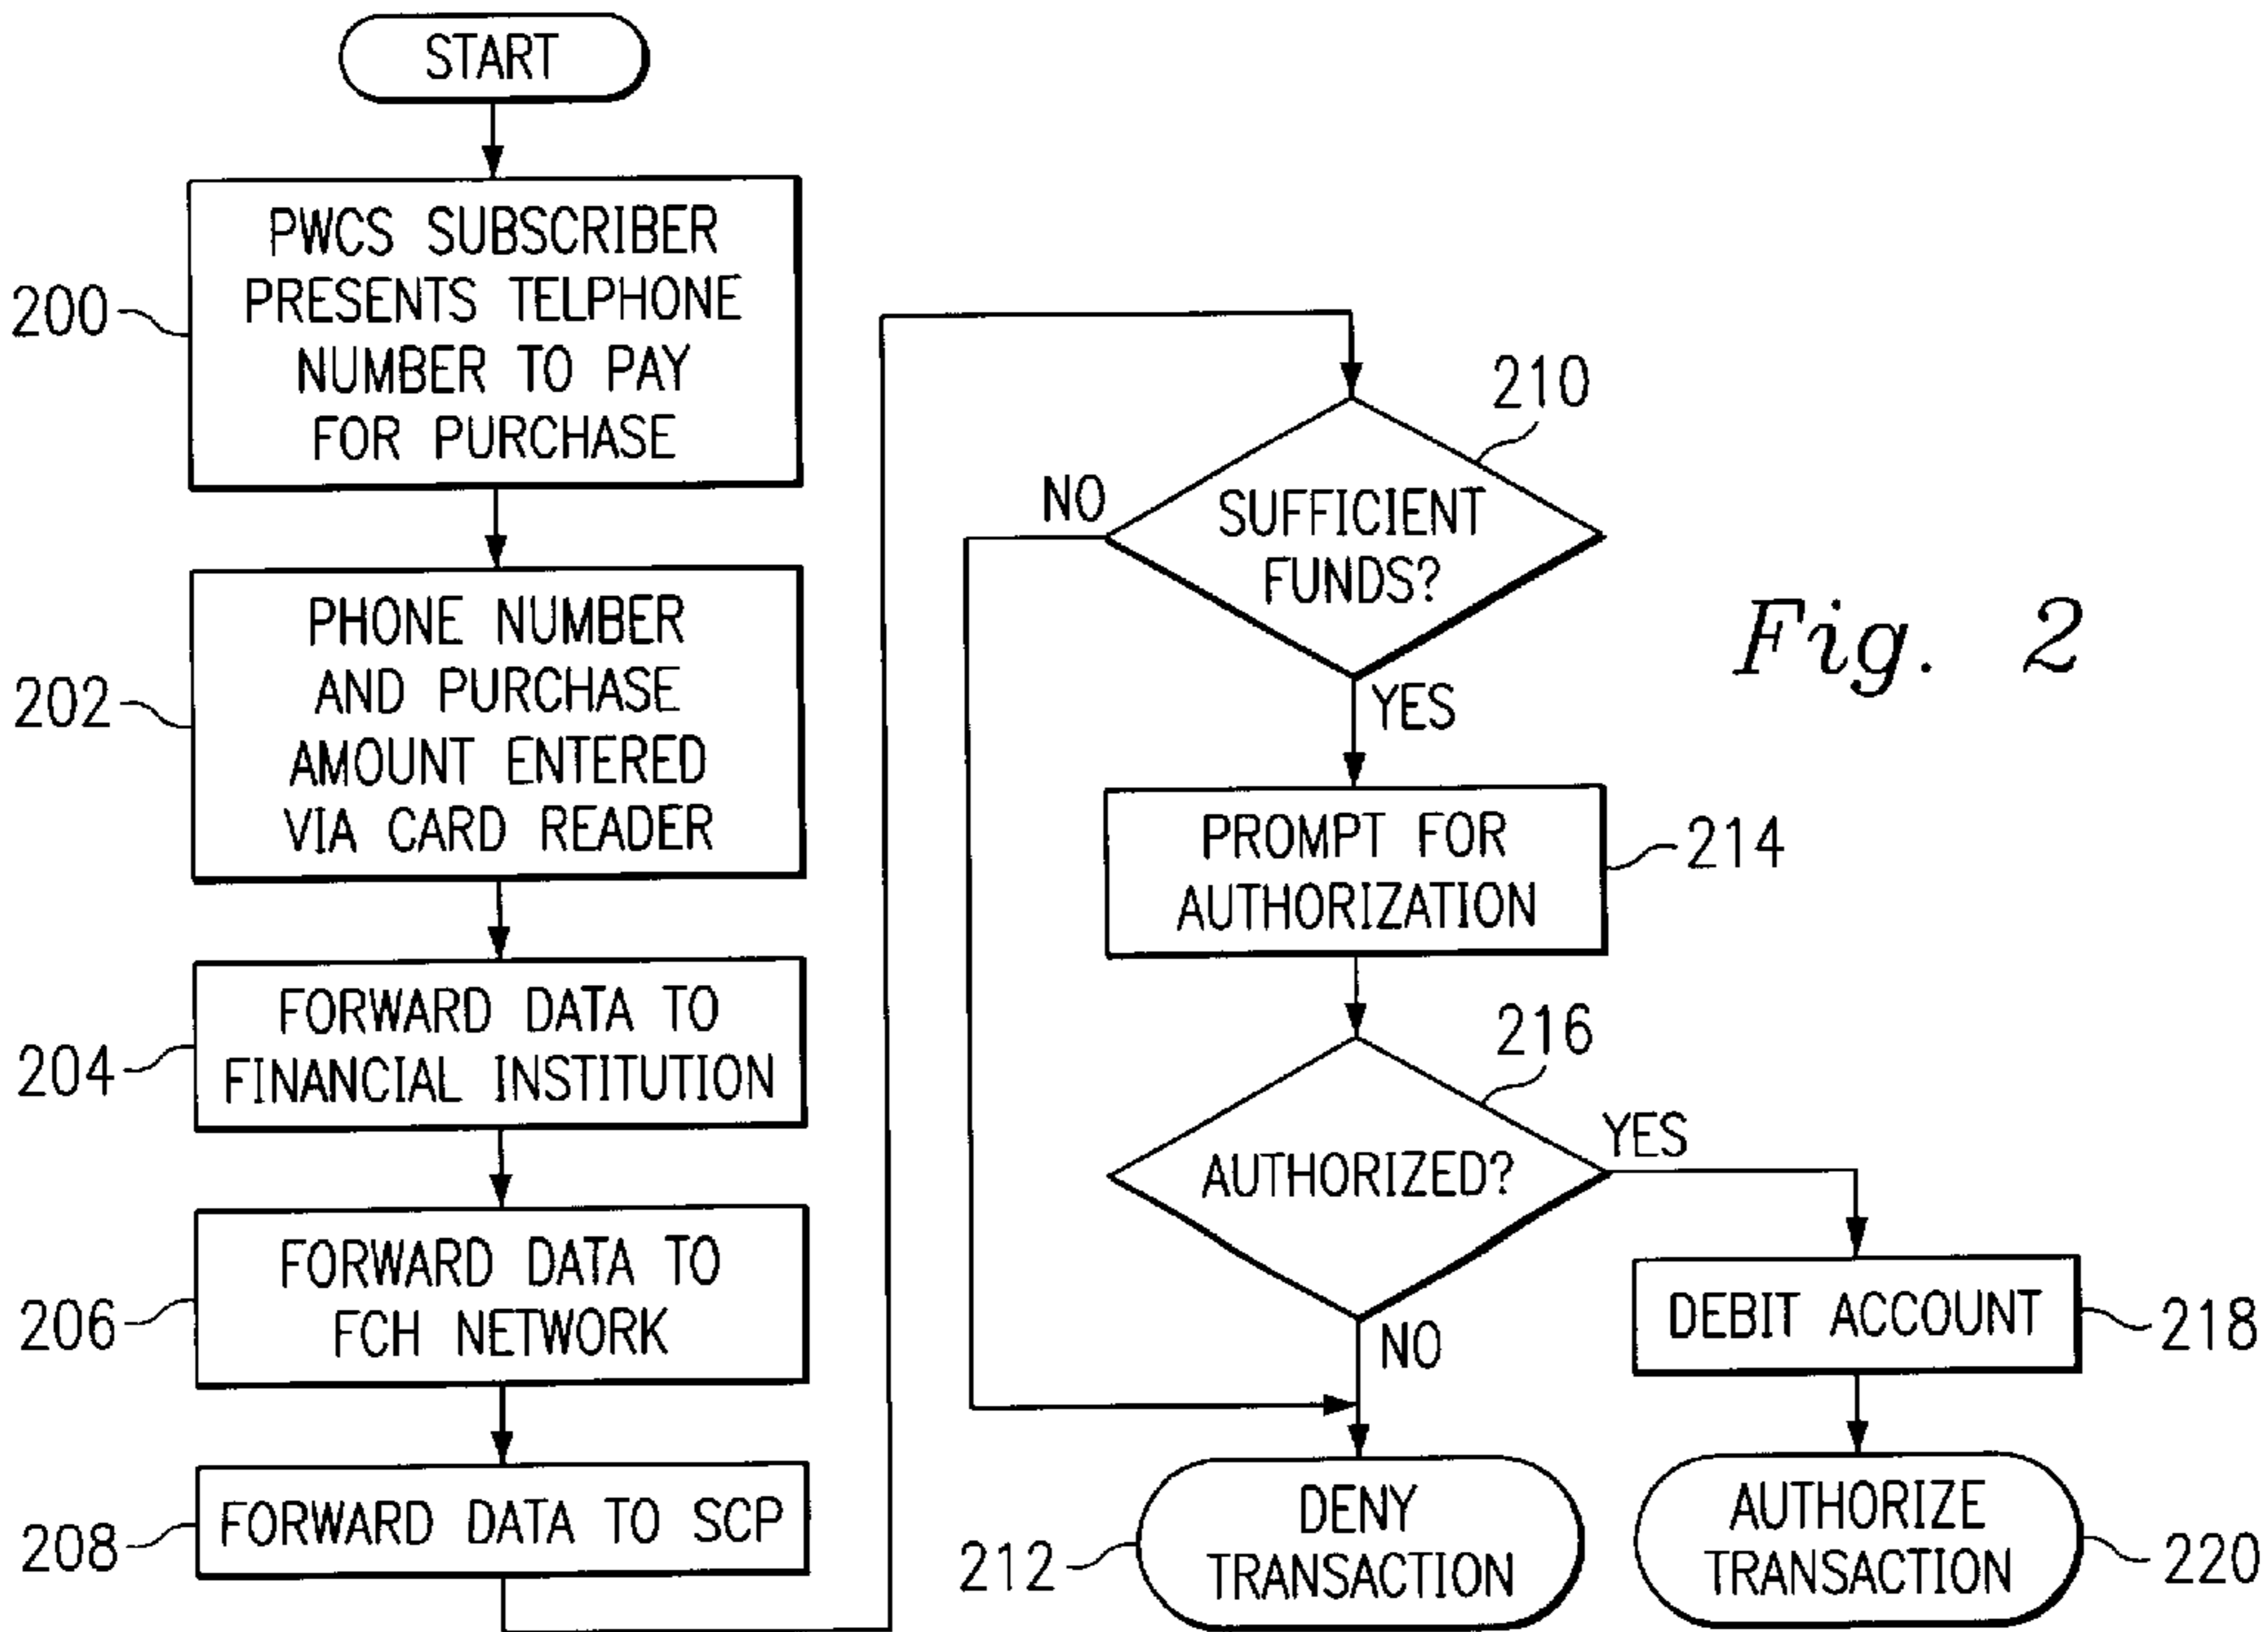 START
200
PWCS SUBSCRIBER
PRESENTS TELPHONE
NUMBER TO PAY
FOR PURCHASE
202
PHONE NUMBER
AND PURCHASE
AMOUNT ENTERED
VIA CARD READER
204
FORWARD DATA TO
FINANCIAL INSTITUTION
206
FORWARD DATA TO
FCH NETWORK
208
FORWARD DATA TO SCP
210
SUFFICIENT
FUNDS?
NO
YES
Fig. 2
PROMPT FOR
AUTHORIZATION
214
216
AUTHORIZED?
YES
NO
DEBIT ACCOUNT
218
212
DENY
TRANSACTION
AUTHORIZE
TRANSACTION
220